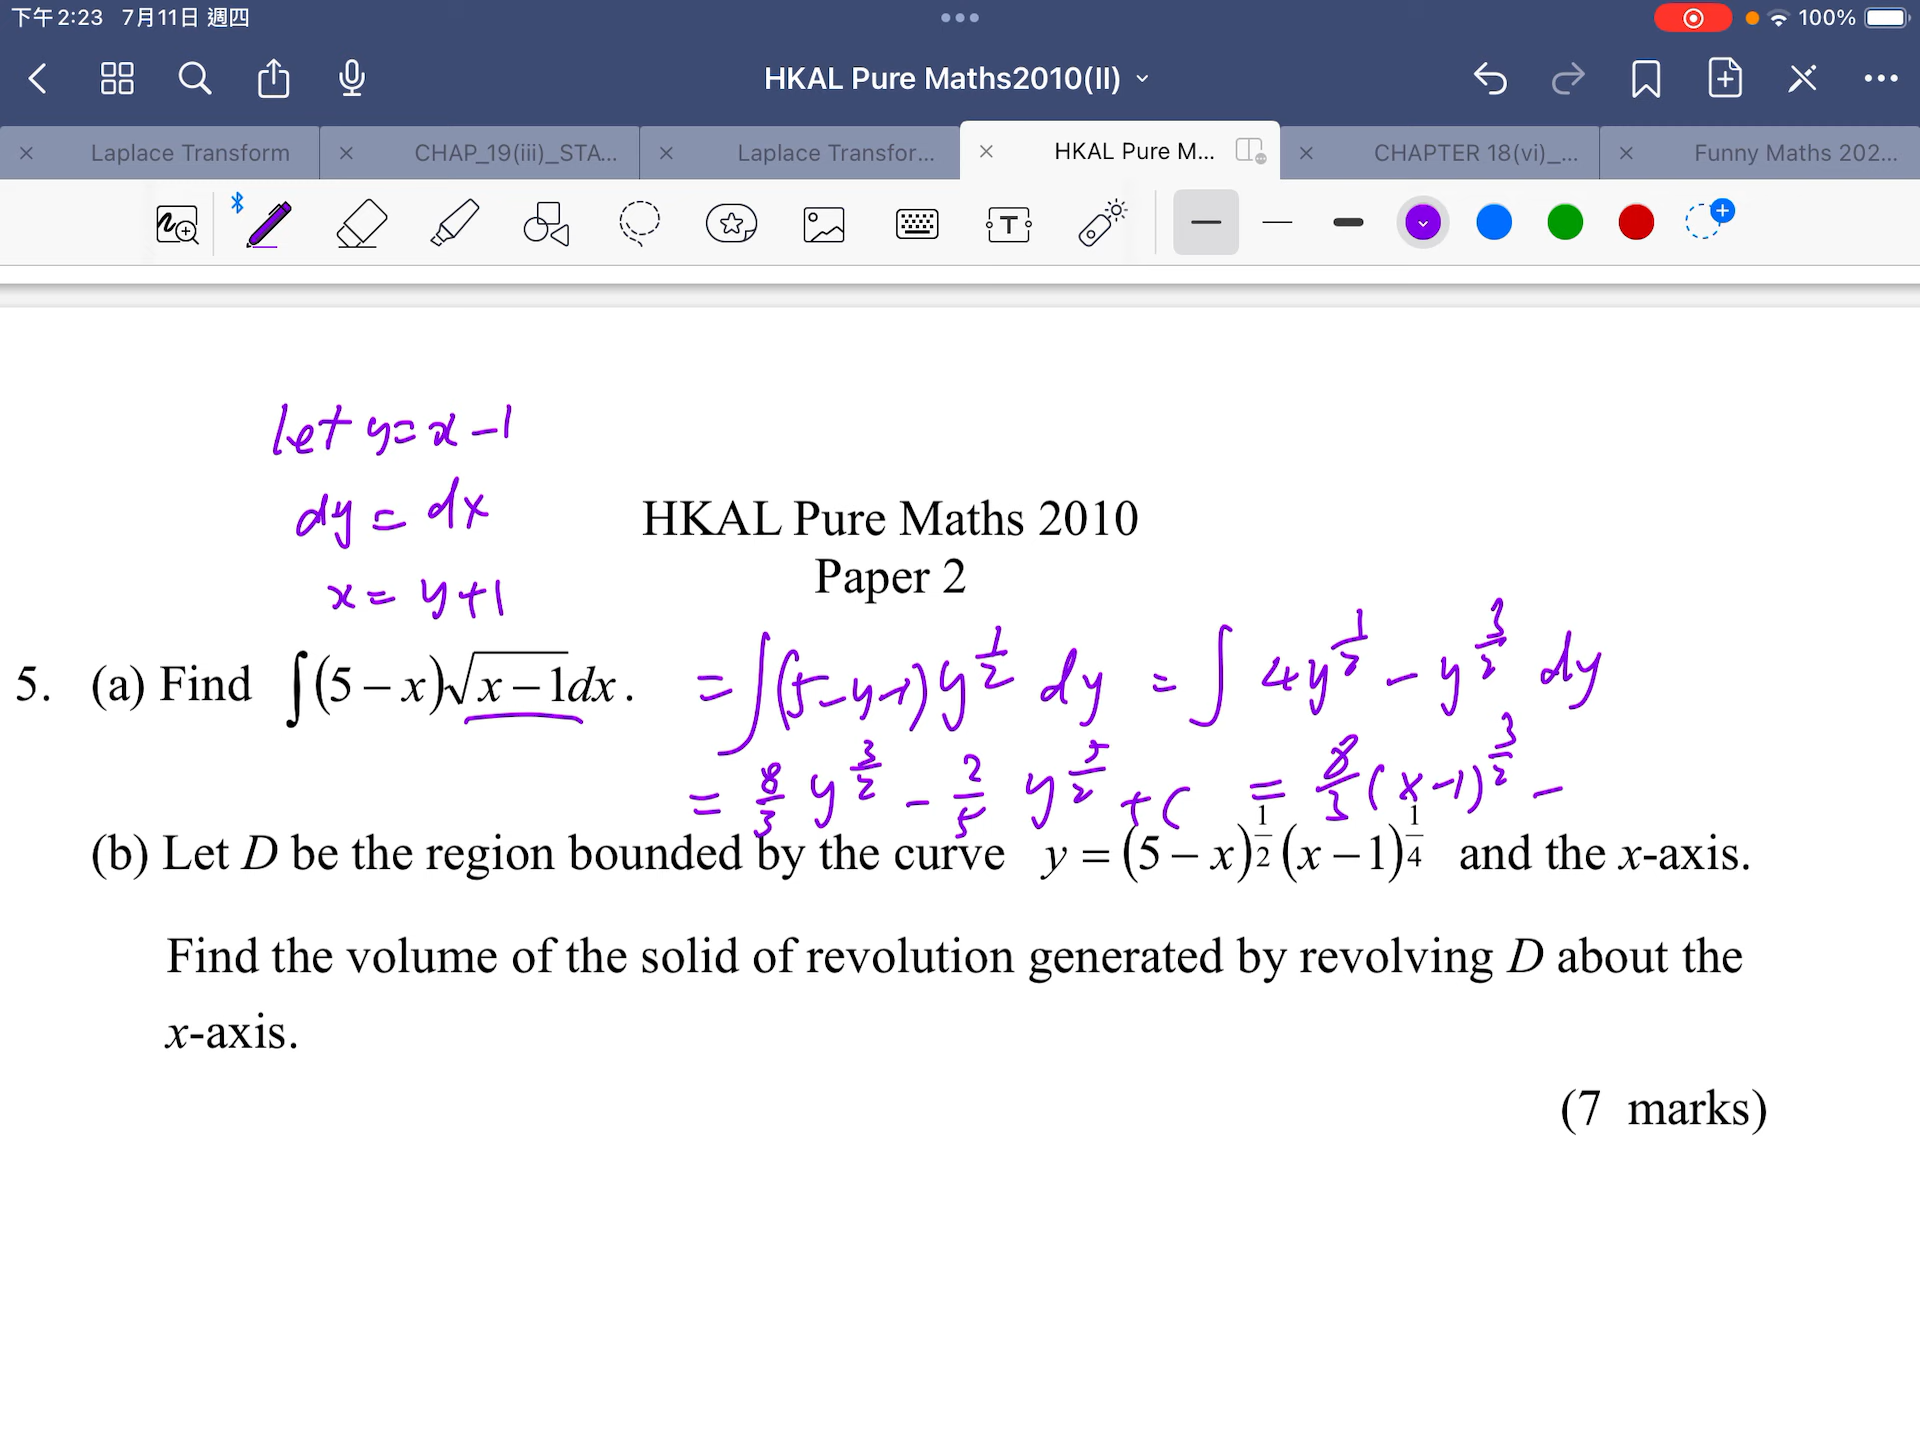 下午2:23 7月11日 週四
100%
HKAL Pure Maths2010(II)
Laplace Transform
CHAP_19(iii)_STA...
Laplace Transfor...
HKAL Pure M...
CHAPTER 18(vi)_...
Funny Maths 202...
let y = x - 1
dy = dx
HKAL Pure Maths 2010
Paper 2
x = y + 1
5. (a) Find ∫(5 − x)√(x − 1)dx. = ∫(5-y-1)y^(1/2) dy = ∫ 4y^(1/2) - y^(3/2) dy
= 8/3 y^(3/2) - 2/5 y^(5/2) + C = 8/3 (x-1)^(3/2) -
(b) Let D be the region bounded by the curve y = (5 − x)^(1/2) (x − 1)^(1/4) and the x-axis.
Find the volume of the solid of revolution generated by revolving D about the
x-axis.
(7 marks)